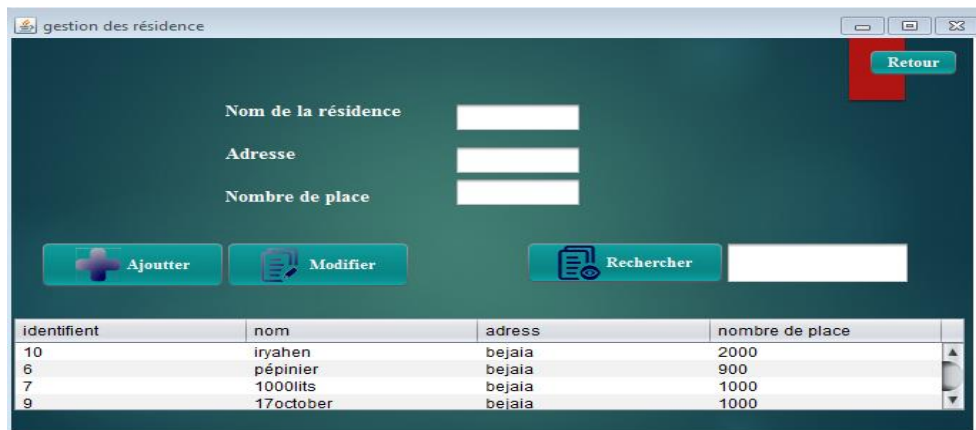 gestion des résidence
Retour
Nom de la résidence
Adresse
Nombre de place
Ajoutter Modifier Rechercher
identifient nom adress nombre de place
10 iryahen bejaia 2000
6 pépinier bejaia 900
7 1000lits bejaia 1000
9 17october bejaia 1000